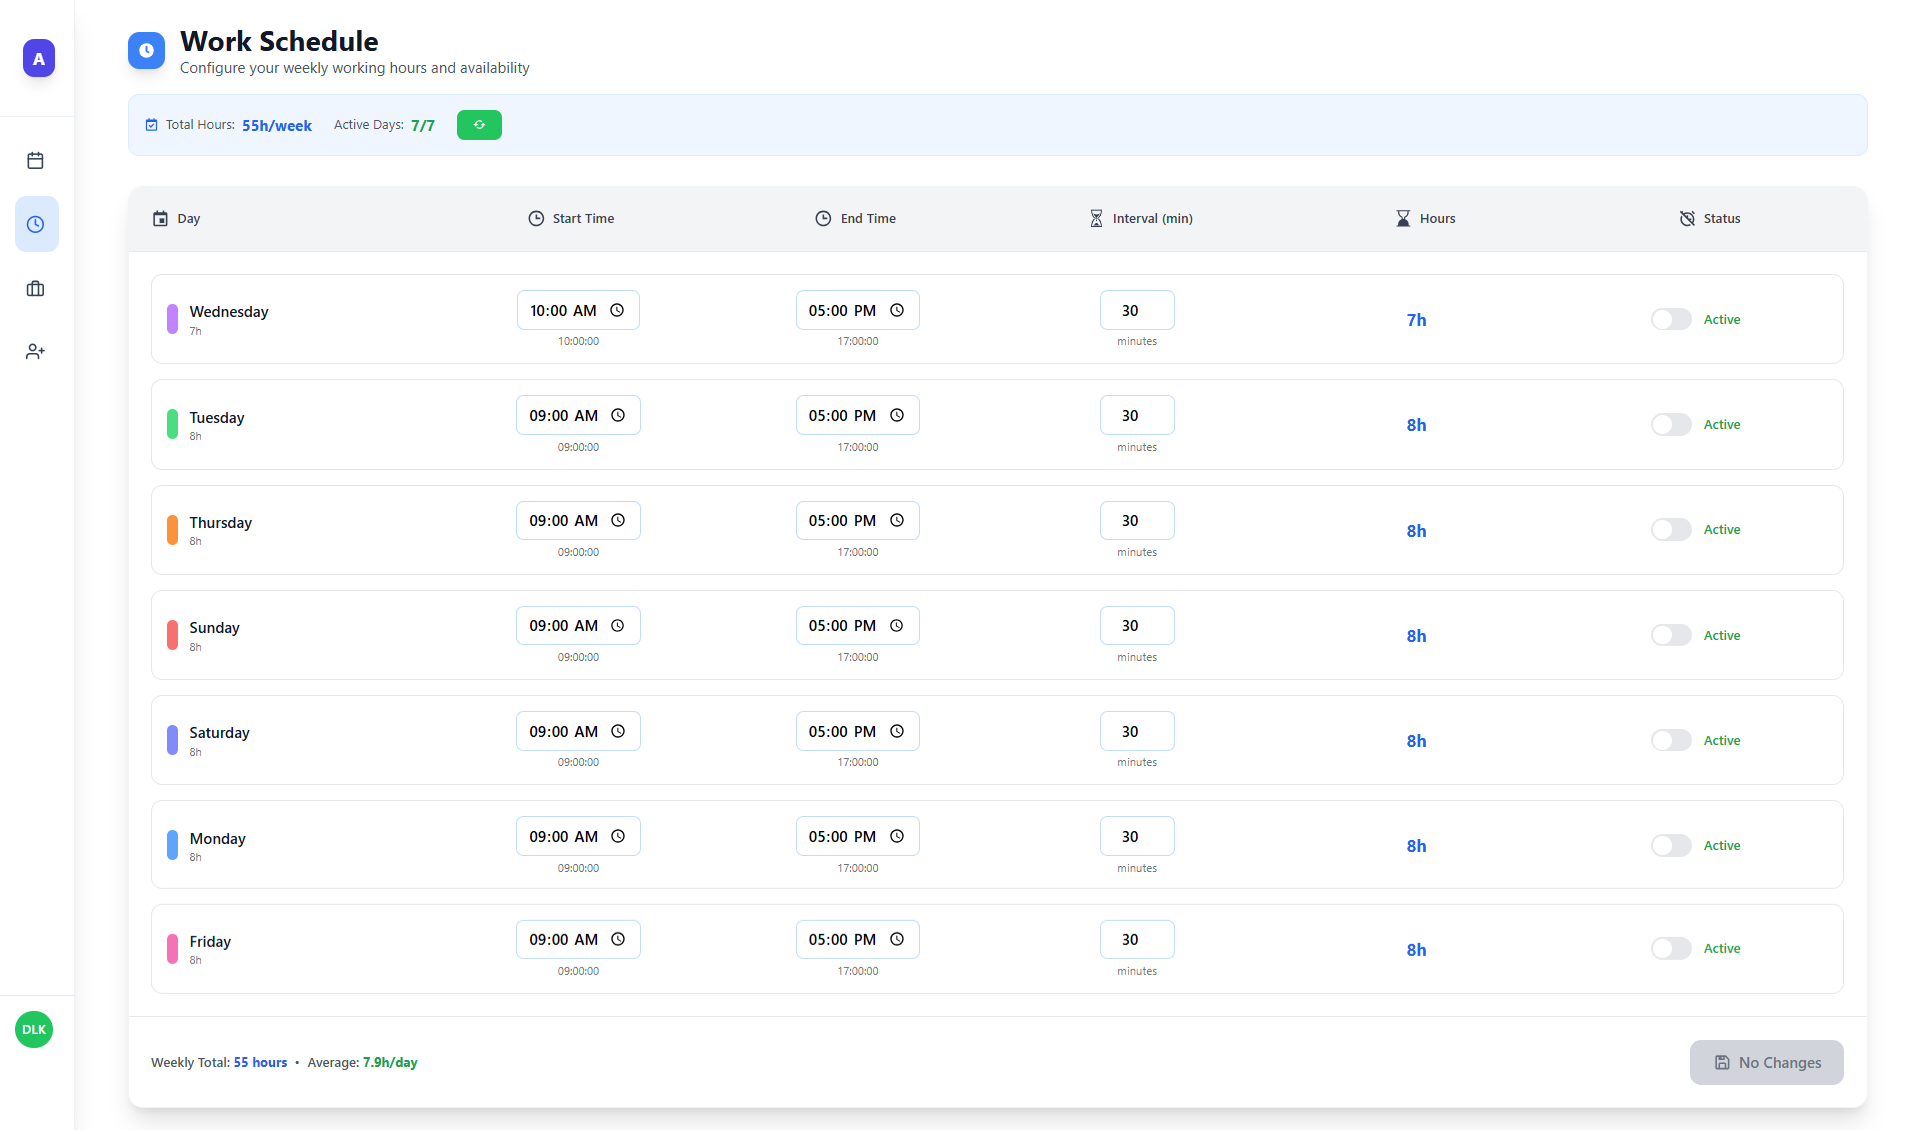 A
Work Schedule
Configure your weekly working hours and availability
Total Hours: 55h/week Active Days: 7/7
Day Start Time End Time Interval (min) Hours Status
Wednesday
7h
10:00 AM
10:00:00
05:00 PM
17:00:00
30
minutes
7h
Active
Tuesday
8h
09:00 AM
09:00:00
05:00 PM
17:00:00
30
minutes
8h
Active
Thursday
8h
09:00 AM
09:00:00
05:00 PM
17:00:00
30
minutes
8h
Active
Sunday
8h
09:00 AM
09:00:00
05:00 PM
17:00:00
30
minutes
8h
Active
Saturday
8h
09:00 AM
09:00:00
05:00 PM
17:00:00
30
minutes
8h
Active
Monday
8h
09:00 AM
09:00:00
05:00 PM
17:00:00
30
minutes
8h
Active
Friday
8h
09:00 AM
09:00:00
05:00 PM
17:00:00
30
minutes
8h
Active
DLK
Weekly Total: 55 hours • Average: 7.9h/day
No Changes